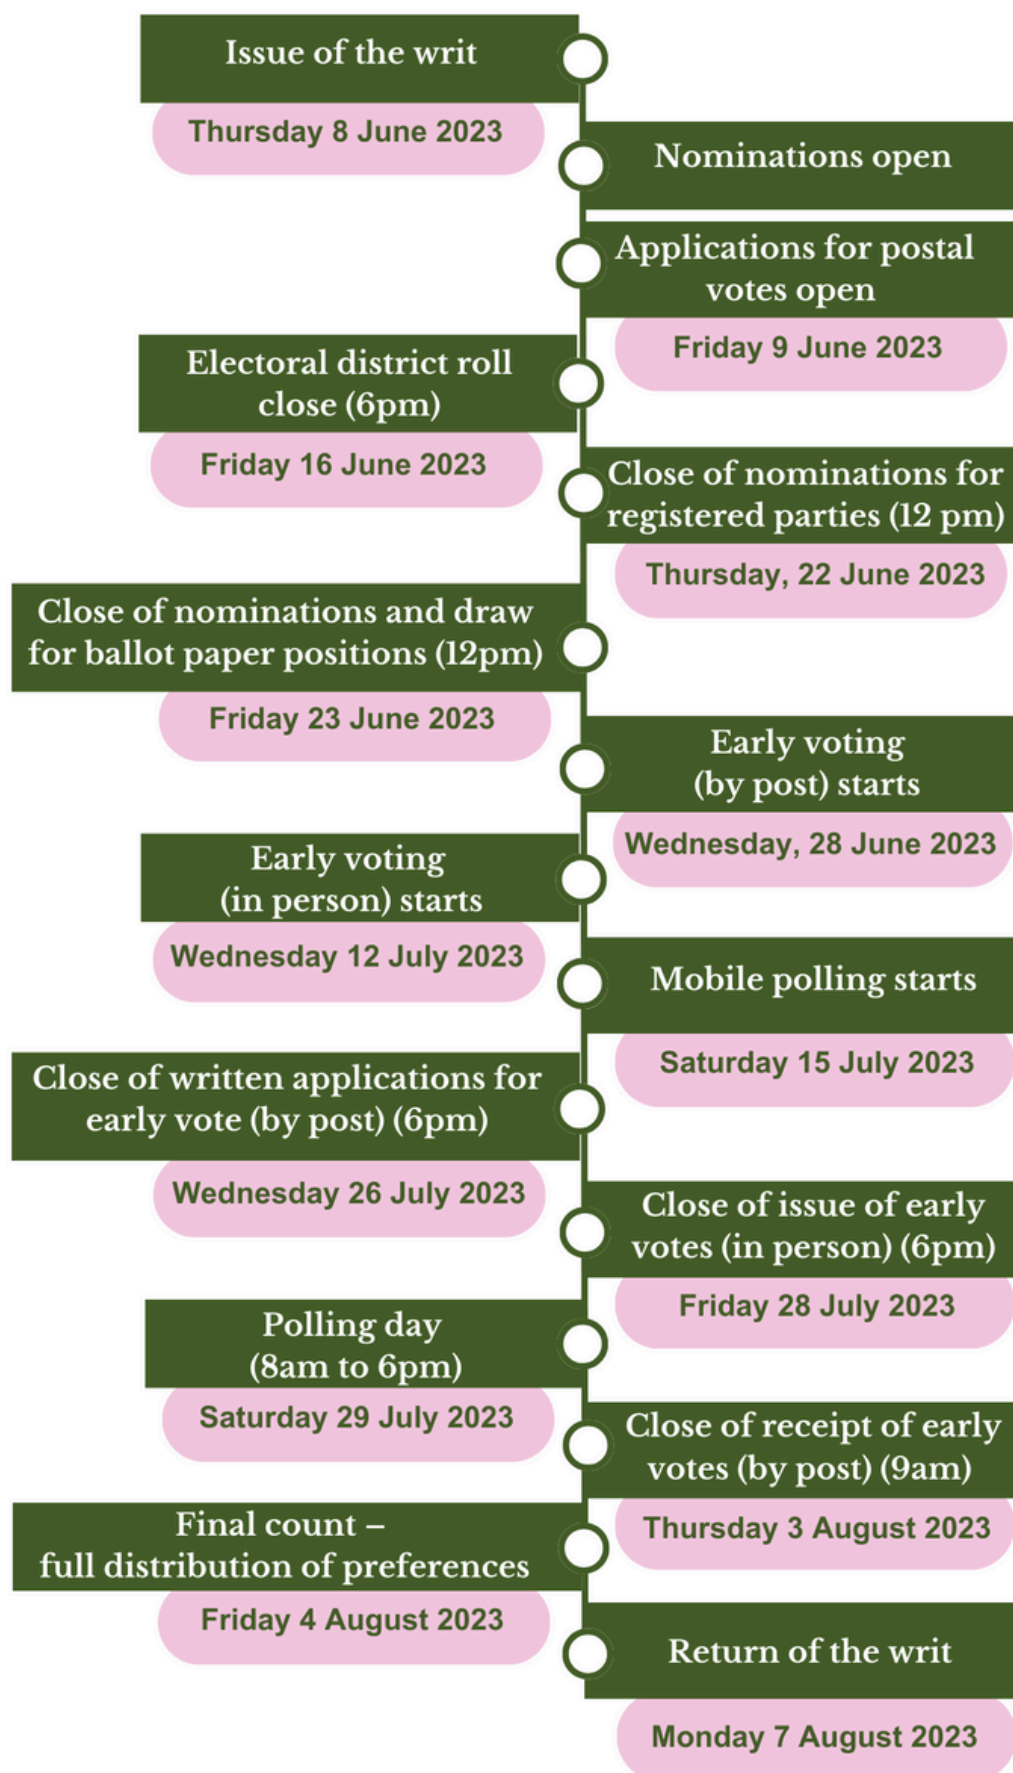 Issue of the writ
Thursday 8 June 2023
Nominations open
Applications for postal
votes open
Friday 9 June 2023
Electoral district roll
close (6pm)
Friday 16 June 2023
Close of nominations for
registered parties (12 pm)
Thursday, 22 June 2023
Close of nominations and draw
for ballot paper positions (12pm)
Friday 23 June 2023
Early voting
(by post) starts
Wednesday, 28 June 2023
Early voting
(in person) starts
Wednesday 12 July 2023
Mobile polling starts
Saturday 15 July 2023
Close of written applications for
early vote (by post) (6pm)
Wednesday 26 July 2023
Close of issue of early
votes (in person) (6pm)
Friday 28 July 2023
Polling day
(8am to 6pm)
Saturday 29 July 2023
Close of receipt of early
votes (by post) (9am)
Thursday 3 August 2023
Final count –
full distribution of preferences
Friday 4 August 2023
Return of the writ
Monday 7 August 2023